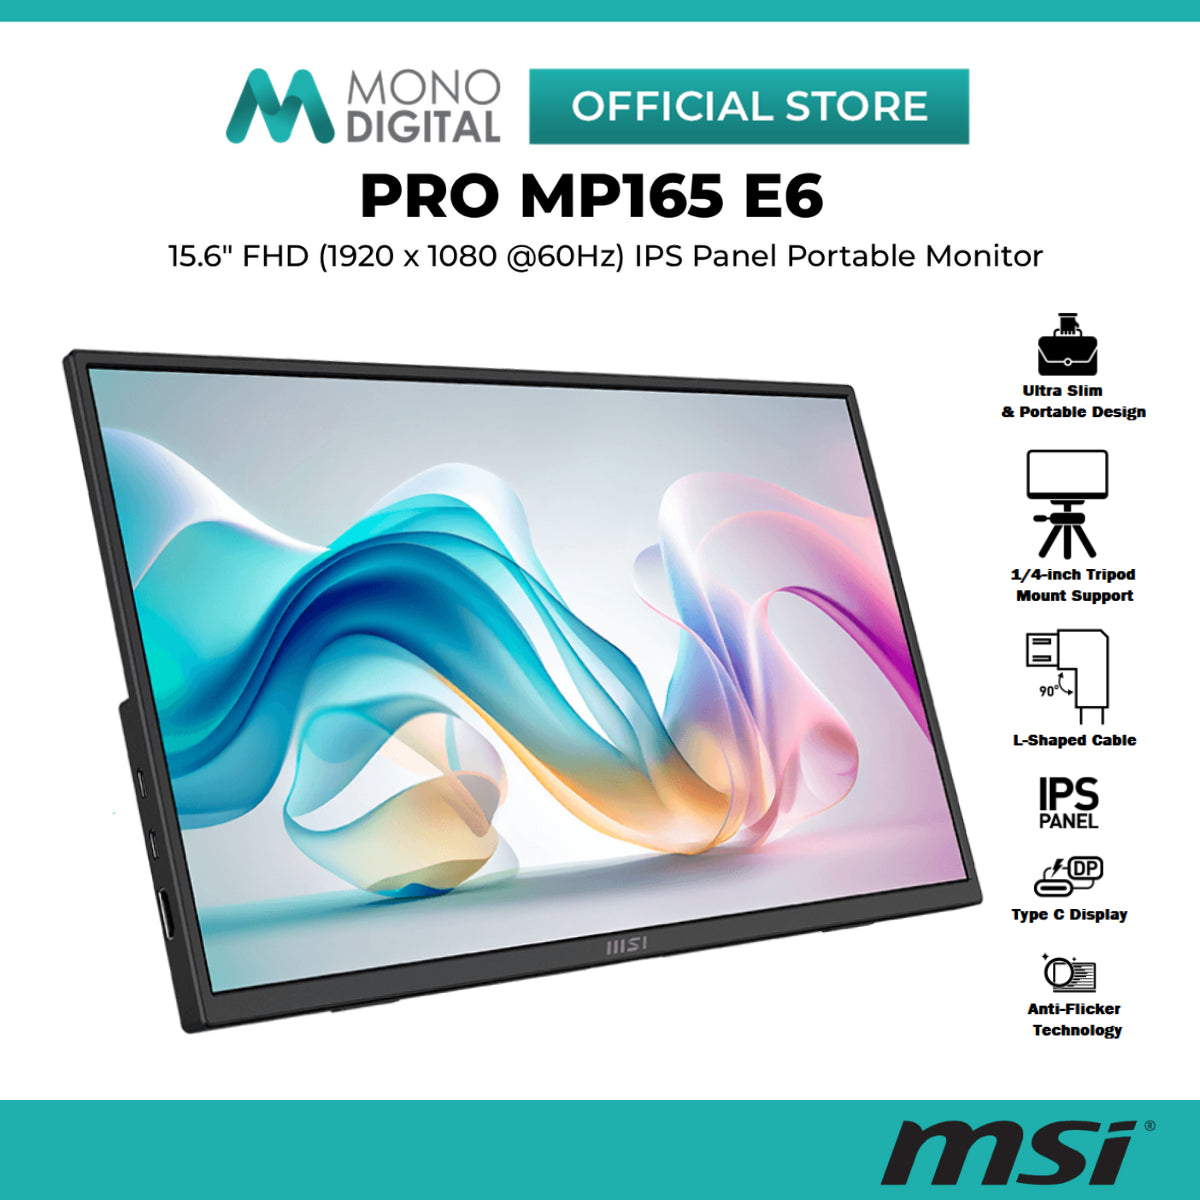 MONO
DIGITAL
OFFICIAL STORE
PRO MP165 E6
15.6" FHD (1920 x 1080 @60Hz) IPS Panel Portable Monitor
Ultra Slim
& Portable Design
1/4-inch Tripod
Mount Support
90°
L-Shaped Cable
IPS
PANEL
DP
Type C Display
Anti-Flicker
Technology
msi
msi®